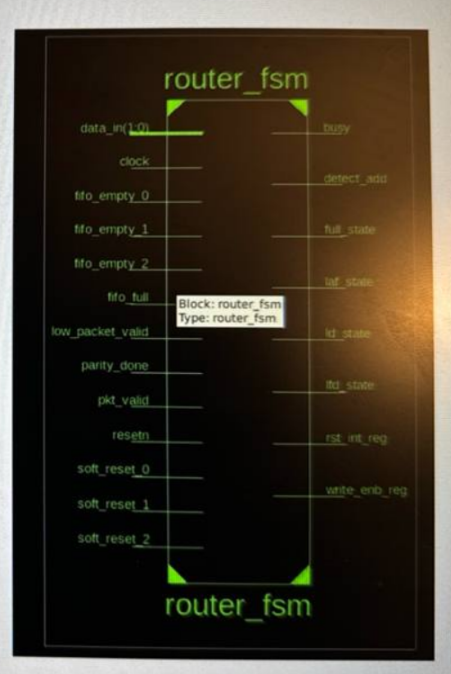 router_fsm
data_in(1:0)
clock
fifo_empty_0
fifo_empty_1
fifo_empty_2
fifo_full
low_packet_valid
parity_done
pkt_valid
resetn
soft_reset_0
soft_reset_1
soft_reset_2
busy
detect_add
full_state
laf_state
ld_state
lfd_state
rst_int_reg
write_enb_reg
Block: router_fsm
Type: router_fsm
router_fsm